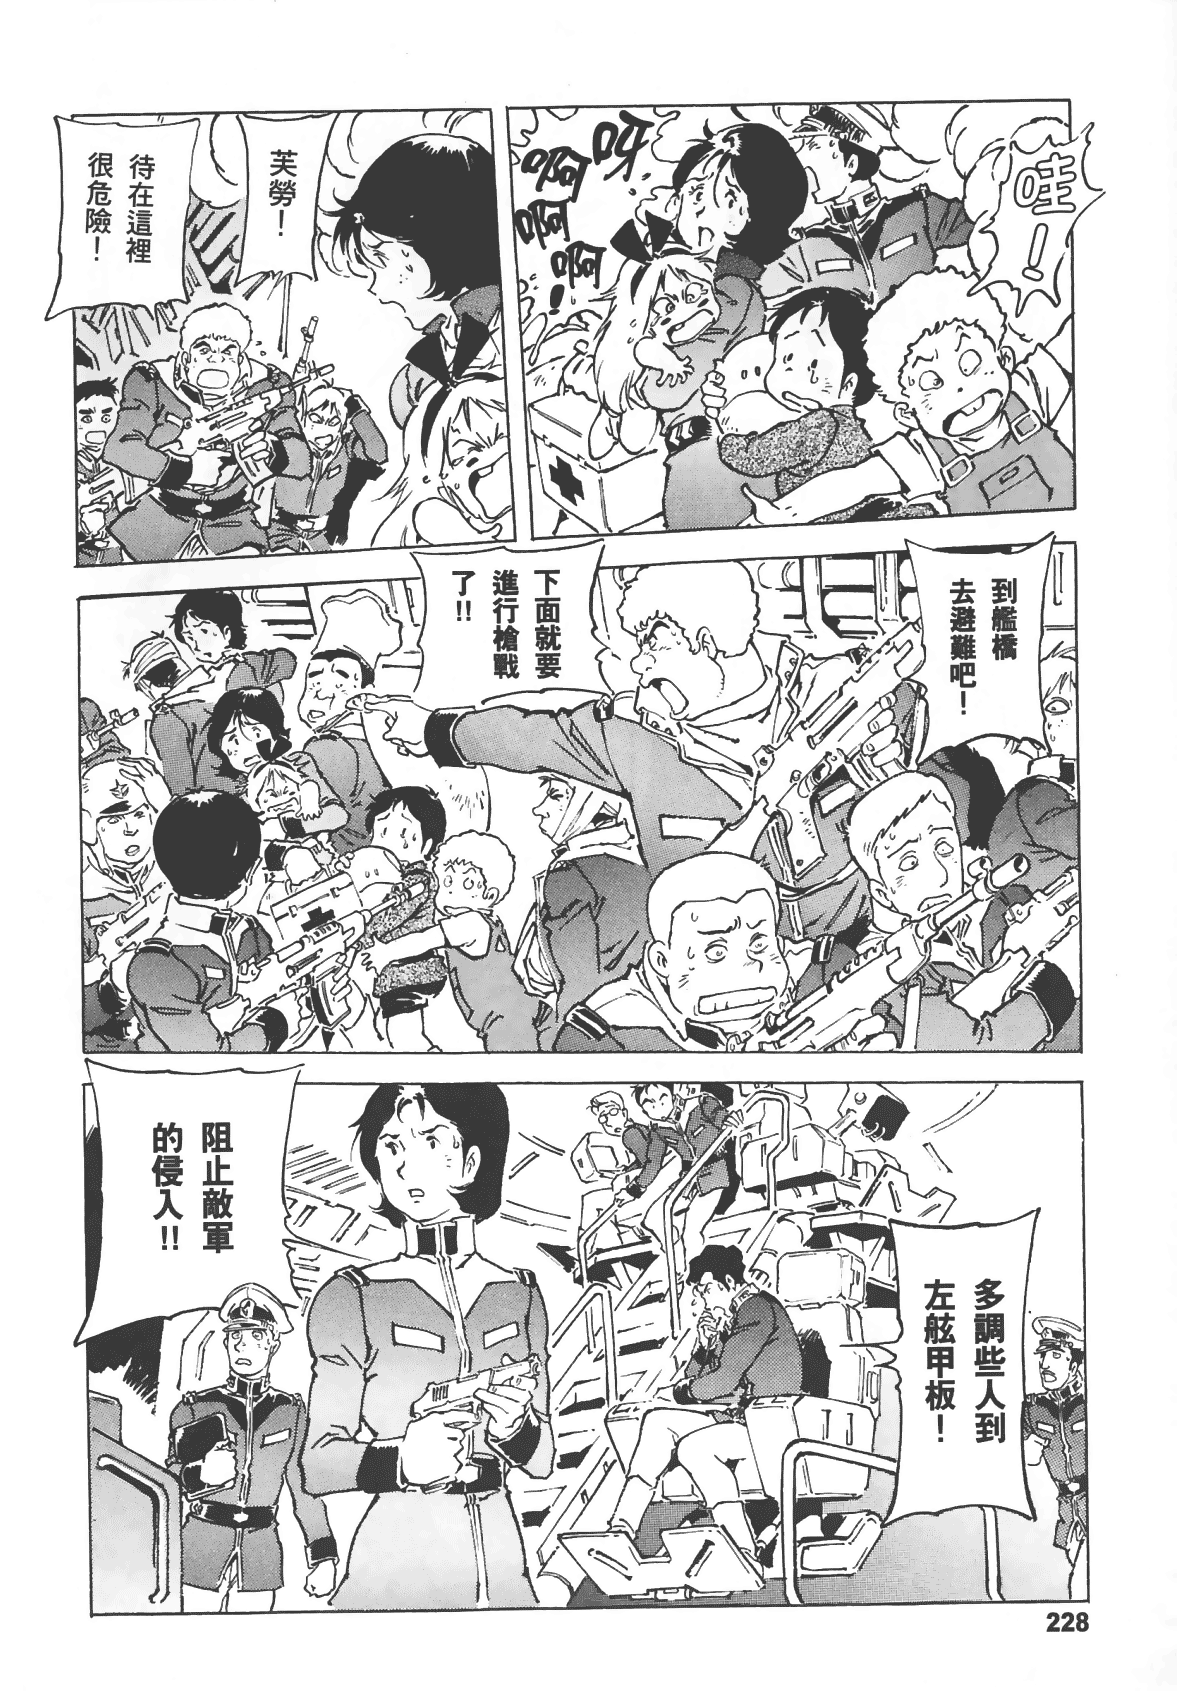 哇!
呀
啊
啊
啊!
芙勞!
待在這裡
很危險!
到艦橋
去避難吧!
下面就要
進行槍戰
了!!
多調些人到
左舷甲板!
阻止敵軍
的侵入!!
228